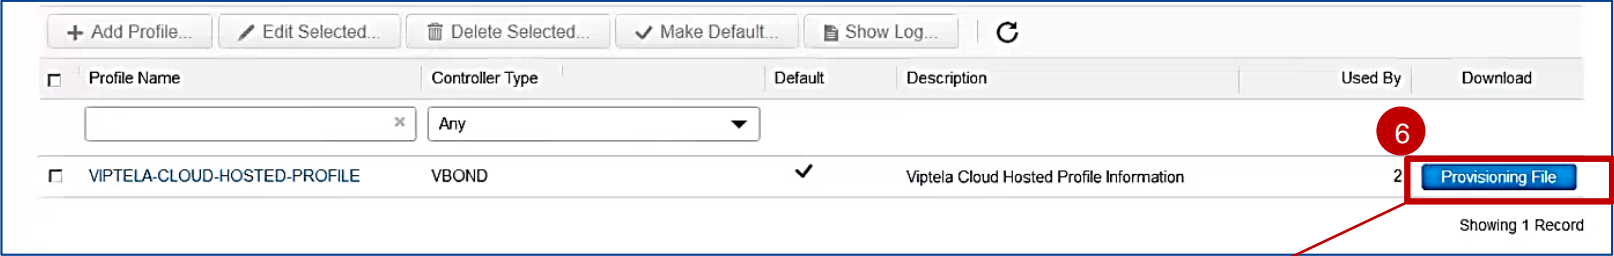 Add Profile... Edit Selected... Delete Selected... Make Default... Show Log...
Profile Name Controller Type Default Description Used By Download
Any
6
VIPTELA-CLOUD-HOSTED-PROFILE VBOND Viptela Cloud Hosted Profile Information 2 Provisioning File
Showing 1 Record